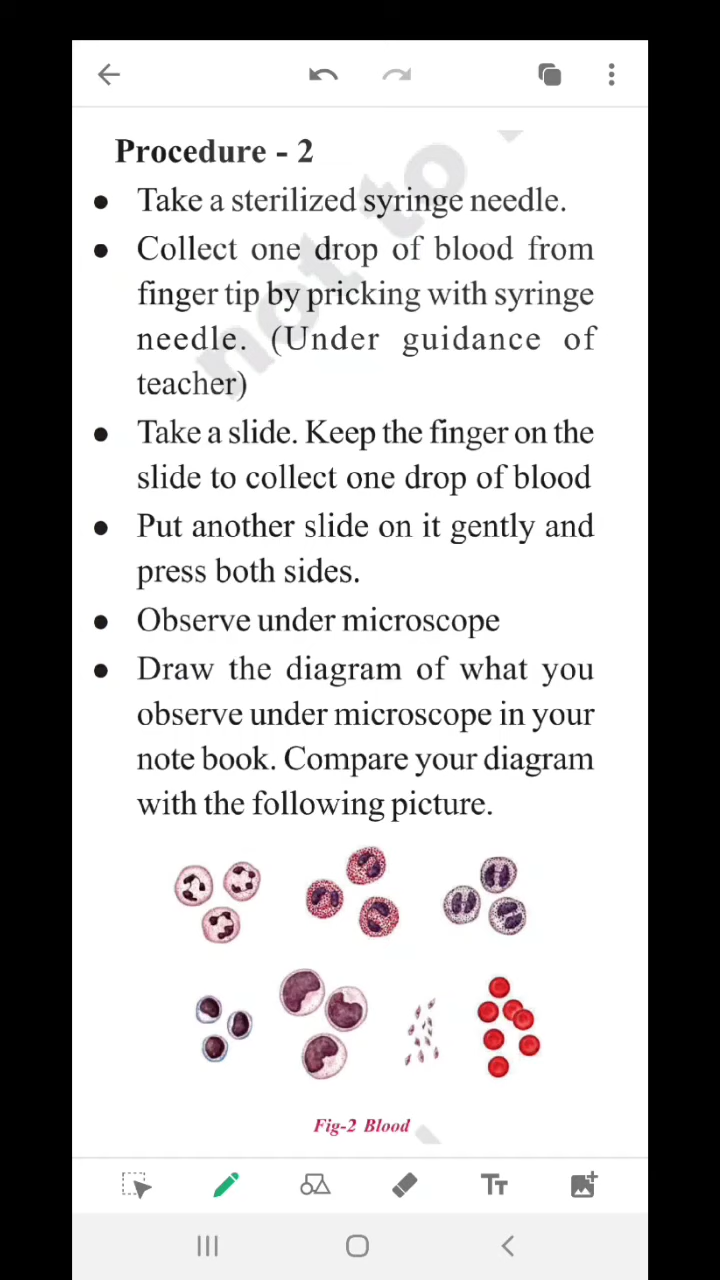 Procedure - 2
● Take a sterilized syringe needle.
● Collect one drop of blood from
finger tip by pricking with syringe
needle. (Under guidance of
teacher)
● Take a slide. Keep the finger on the
slide to collect one drop of blood
● Put another slide on it gently and
press both sides.
● Observe under microscope
● Draw the diagram of what you
observe under microscope in your
note book. Compare your diagram
with the following picture.
Fig-2 Blood
not to
TT